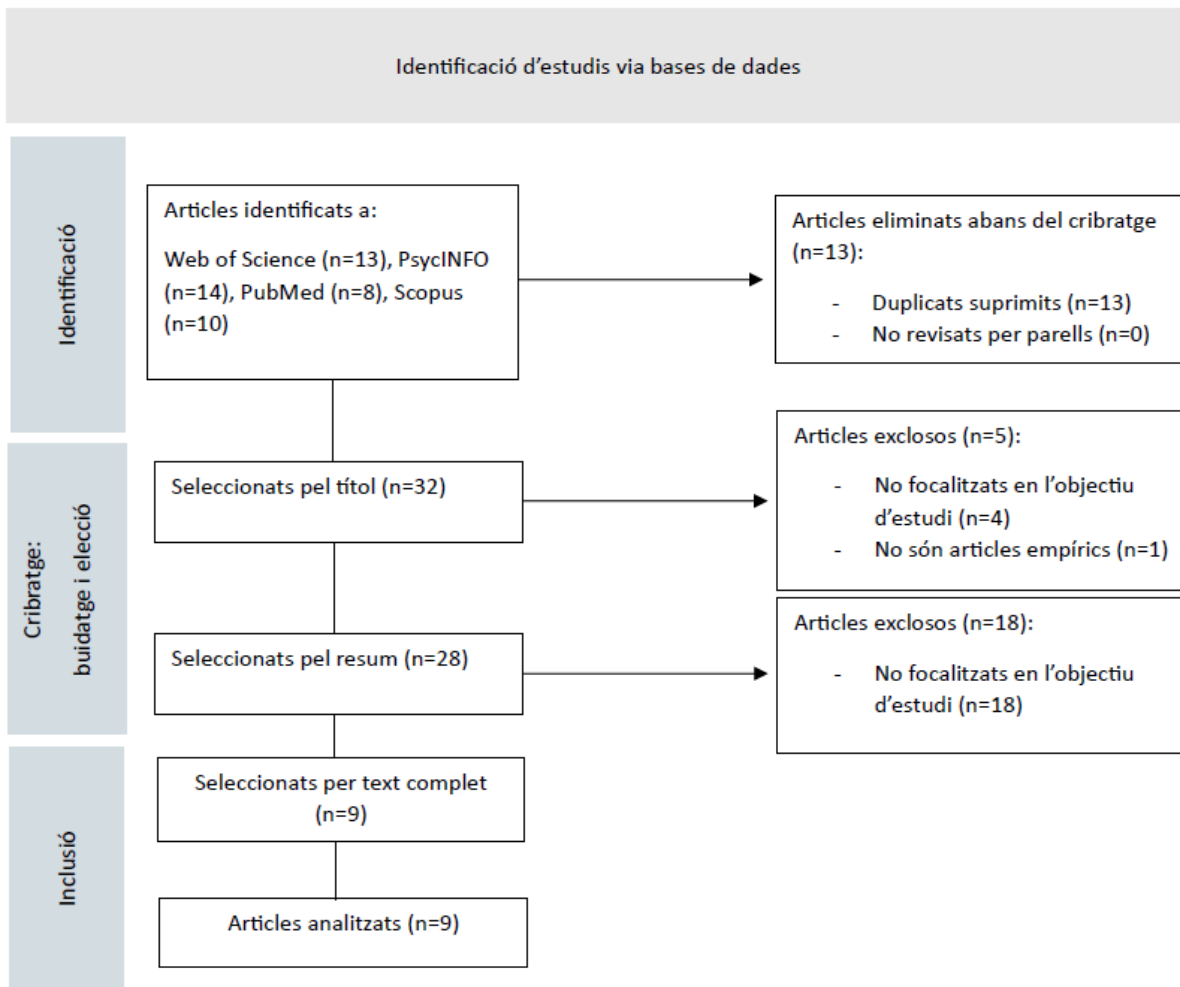 Identificació d'estudis via bases de dades
Identificació
Articles identificats a:
Web of Science (n=13), PsycINFO
(n=14), PubMed (n=8), Scopus
(n=10)
Articles eliminats abans del cribratge
(n=13):
- Duplicats suprimits (n=13)
- No revisats per parells (n=0)
Cribratge:
buidatge i elecció
Seleccionats pel títol (n=32)
Articles exclosos (n=5):
- No focalitzats en l'objectiu
d'estudi (n=4)
- No són articles empírics (n=1)
Seleccionats pel resum (n=28)
Articles exclosos (n=18):
- No focalitzats en l'objectiu
d'estudi (n=18)
Inclusió
Seleccionats per text complet
(n=9)
Articles analitzats (n=9)